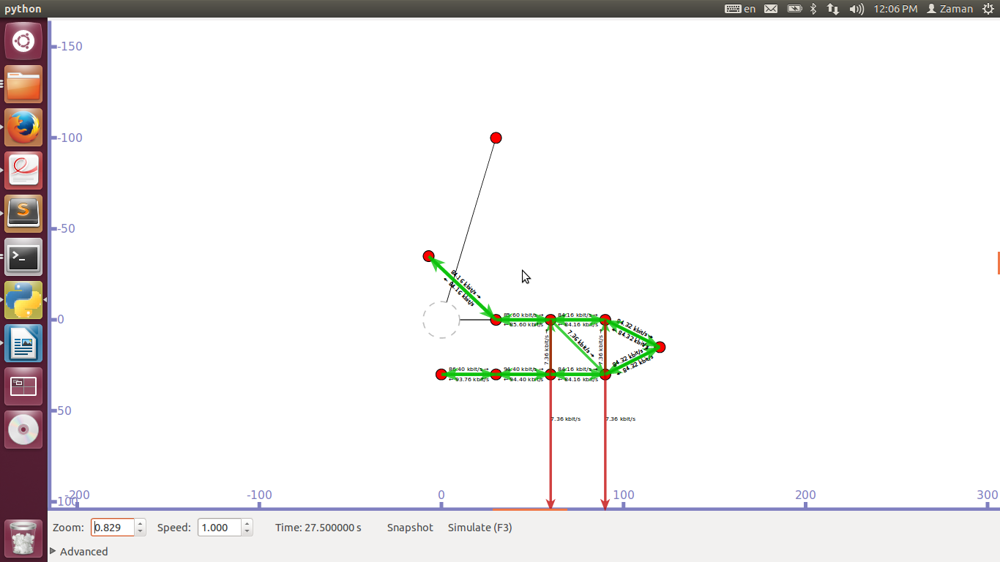 python
en
12:06 PM
Zaman
-150
-100
-50
0
50
100
-200
-100
0
100
200
300
84.16 kbit/s →
← 84.16 kbit/s
85.60 kbit/s →
← 85.60 kbit/s
84.16 kbit/s →
← 84.16 kbit/s
84.32 kbit/s →
← 84.32 kbit/s
7.36 kbit/s →
7.36 kbit/s →
7.36 kbit/s →
84.32 kbit/s →
← 84.32 kbit/s
86.40 kbit/s →
← 93.76 kbit/s
94.40 kbit/s →
← 94.40 kbit/s
84.16 kbit/s →
← 84.16 kbit/s
7.36 kbit/s
7.36 kbit/s
Zoom: 0.829 Speed: 1.000 Time: 27.500000 s Snapshot Simulate (F3)
Advanced